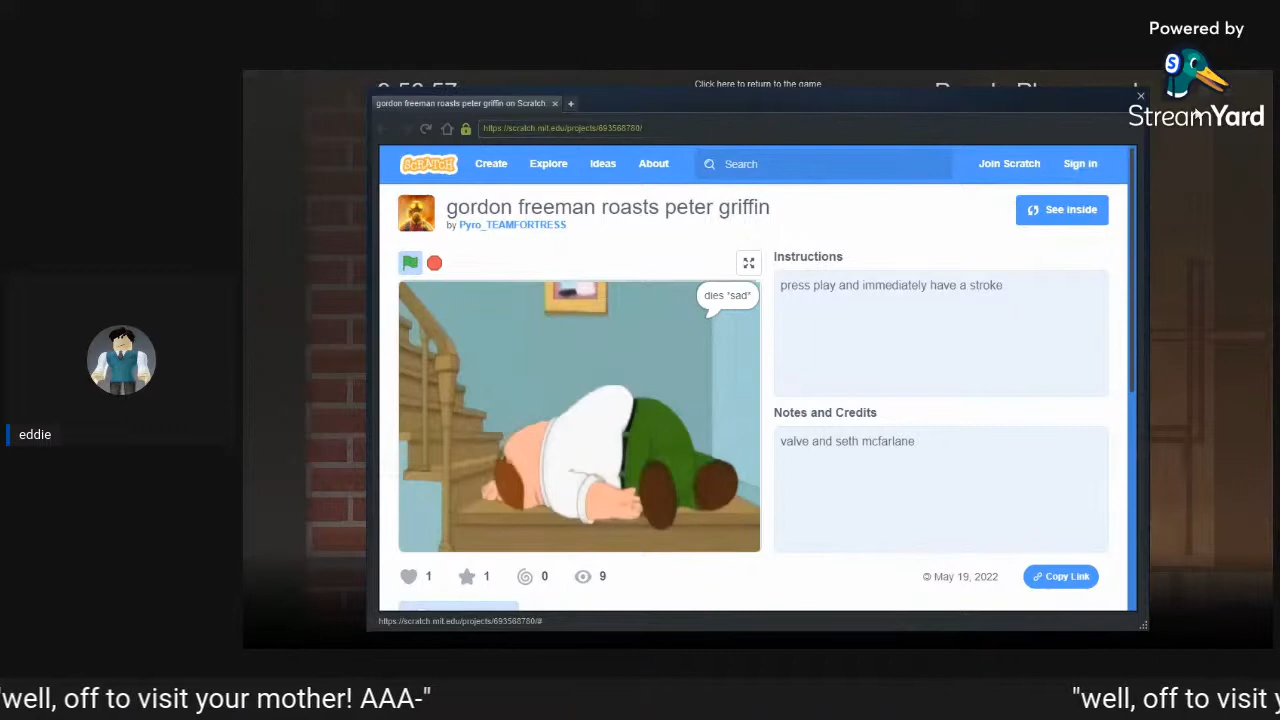 Powered by
StreamYard
Click here to return to the game
gordon freeman roasts peter griffin on Scratch
https://scratch.mit.edu/projects/693568780/
SCRATCH Create Explore Ideas About Search Join Scratch Sign in
gordon freeman roasts peter griffin
by Pyro_TEAMFORTRESS
See inside
Instructions
press play and immediately have a stroke
dies *sad*
Notes and Credits
valve and seth mcfarlane
1 1 0 9
© May 19, 2022
Copy Link
https://scratch.mit.edu/projects/693568780/#
eddie
"well, off to visit your mother! AAA-" "well, off to visit y